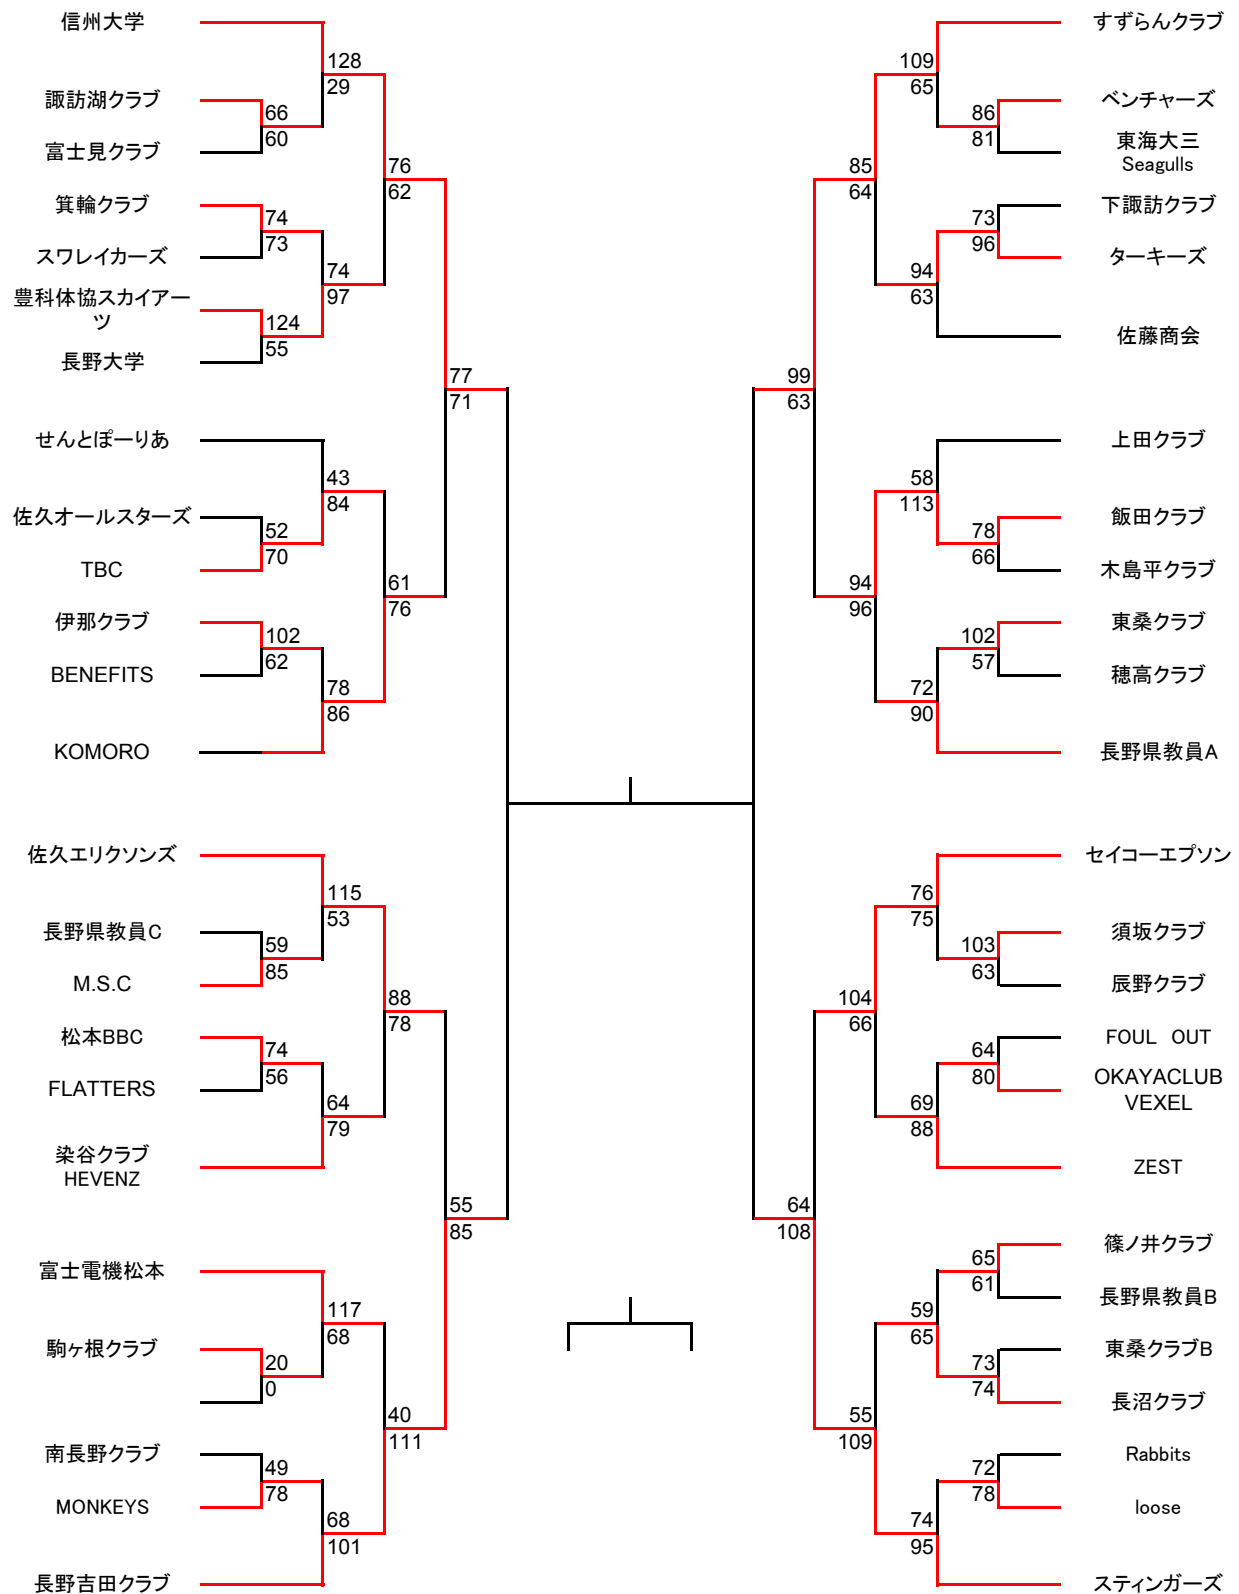 信州大学
128
29
諏訪湖クラブ
66
60
富士見クラブ
76
62
箕輪クラブ
74
73
スワレイカーズ
74
97
豊科体協スカイアー
ツ
124
55
長野大学
77
71
せんとぽーりあ
43
84
佐久オールスターズ
52
70
TBC
61
76
伊那クラブ
102
62
BENEFITS
78
86
KOMORO
佐久エリクソンズ
115
53
長野県教員C
59
85
M.S.C
88
78
松本BBC
74
56
FLATTERS
64
79
染谷クラブ
HEVENZ
55
85
富士電機松本
117
68
駒ヶ根クラブ
20
0
40
111
南長野クラブ
49
78
MONKEYS
68
101
長野吉田クラブ
すずらんクラブ
109
65
ベンチャーズ
86
81
東海大三
Seagulls
85
64
下諏訪クラブ
73
96
ターキーズ
94
63
佐藤商会
99
63
上田クラブ
58
113
飯田クラブ
78
66
木島平クラブ
94
96
東桑クラブ
102
57
穂高クラブ
72
90
長野県教員A
セイコーエプソン
76
75
須坂クラブ
103
63
辰野クラブ
104
66
FOUL OUT
64
80
OKAYACLUB
VEXEL
69
88
ZEST
64
108
篠ノ井クラブ
65
61
長野県教員B
59
65
東桑クラブB
73
74
長沼クラブ
55
109
Rabbits
72
78
loose
74
95
スティンガーズ